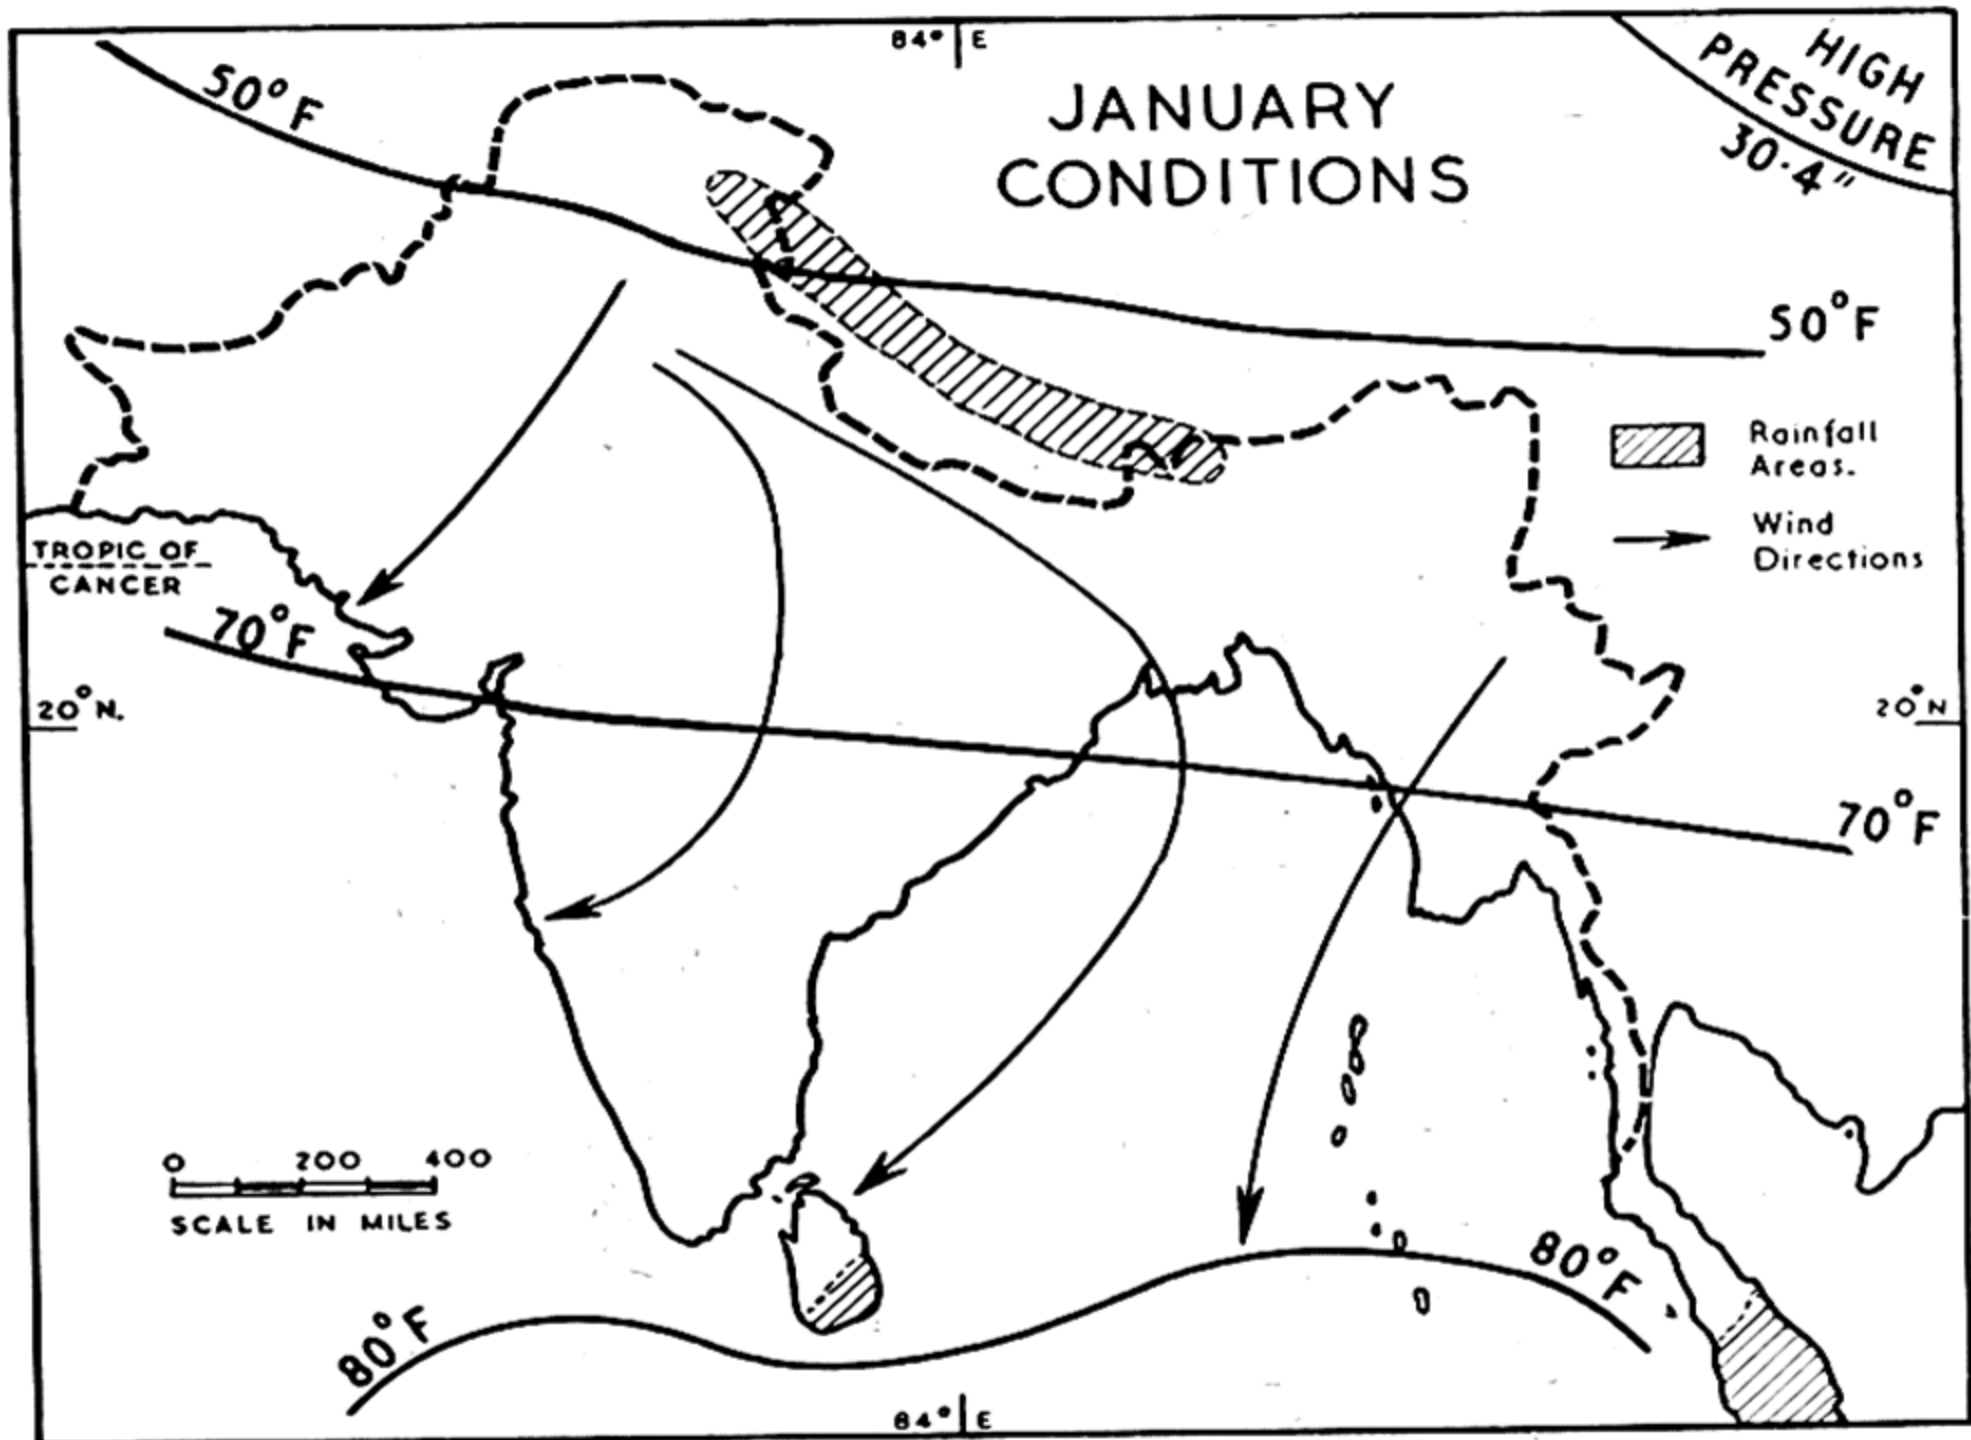 84° E
HIGH
PRESSURE
30·4"
JANUARY
CONDITIONS
50°F
50°F
Rainfall
Areas.
Wind
Directions
TROPIC OF
CANCER
70°F
20°N.
20°N
70°F
0 200 400
SCALE IN MILES
80°F
80°F
84° E